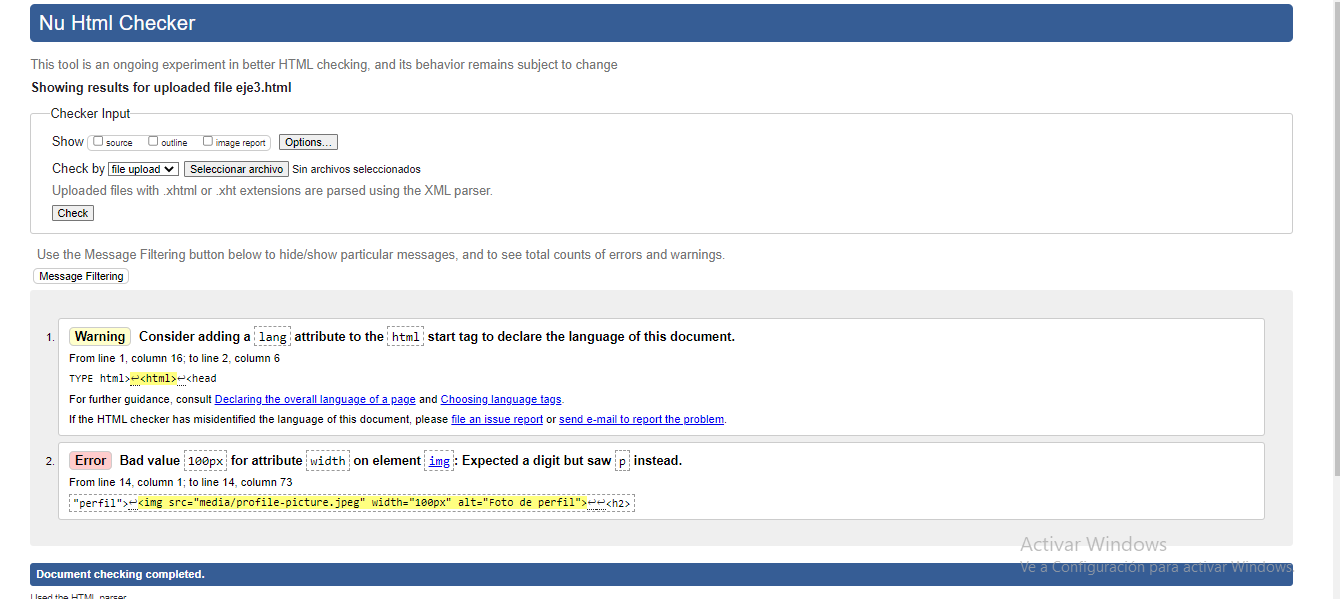 Nu Html Checker
This tool is an ongoing experiment in better HTML checking, and its behavior remains subject to change
Showing results for uploaded file eje3.html
Checker Input
Show source outline image report Options...
Check by file upload Seleccionar archivo Sin archivos seleccionados
Uploaded files with .xhtml or .xht extensions are parsed using the XML parser.
Check
Use the Message Filtering button below to hide/show particular messages, and to see total counts of errors and warnings.
Message Filtering
1. Warning Consider adding a lang attribute to the html start tag to declare the language of this document.
From line 1, column 16; to line 2, column 6
TYPE html>↩<html>↩<head
For further guidance, consult Declaring the overall language of a page and Choosing language tags.
If the HTML checker has misidentified the language of this document, please file an issue report or send e-mail to report the problem.
2. Error Bad value 100px for attribute width on element img: Expected a digit but saw p instead.
From line 14, column 1; to line 14, column 73
"perfil">↩<img src="media/profile-picture.jpeg" width="100px" alt="Foto de perfil">↩↩<h2>
Activar Windows
Ve a Configuración para activar Windows.
Document checking completed.
Used the HTML parser.